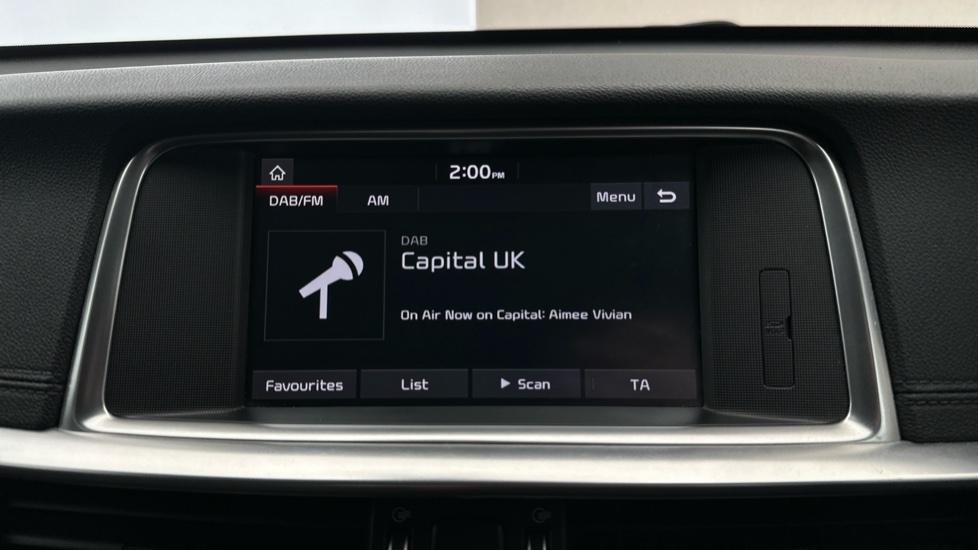 2:00PM
DAB/FM AM Menu
DAB
Capital UK
On Air Now on Capital: Aimee Vivian
Favourites List Scan TA